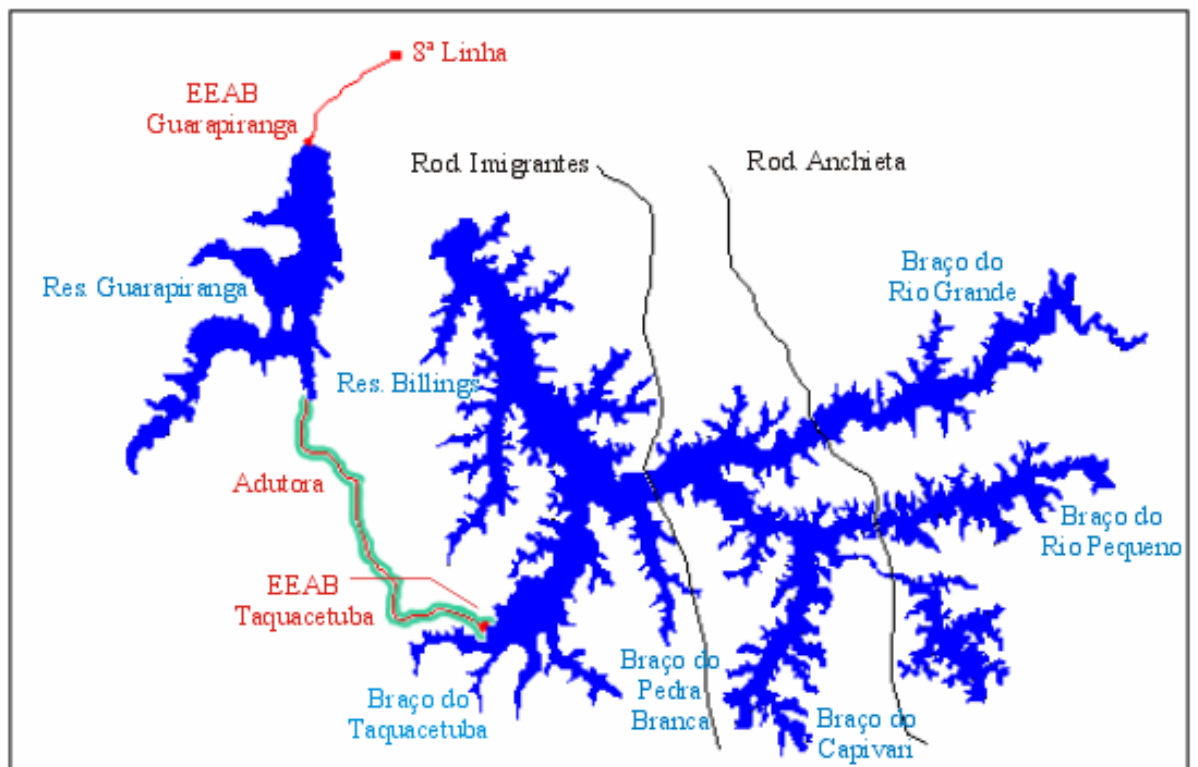 8ª Linha
EEAB
Guarapiranga
Rod. Imigrantes
Rod. Anchieta
Braço do
Rio Grande
Res. Guarapiranga
Res. Billings
Adutora
Braço do
Rio Pequeno
EEAB
Taquacetuba
Braço do
Pedra
Branca
Braço do
Taquacetuba
Braço do
Capivari